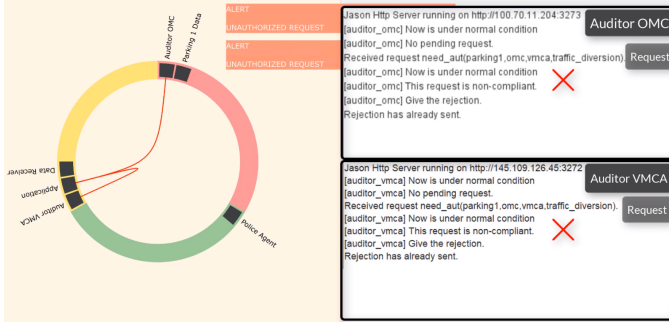 ALERT
UNAUTHORIZED REQUEST
ALERT
UNAUTHORIZED REQUEST
Auditor OMC
Parking 1 Data
Data Receiver
Application
Auditor VMCA
Police Agent
Jason Http Server running on http://100.70.11.204:3273
[auditor_omc] Now is under normal condition
[auditor_omc] No pending request.
Received request need_aut(parking1,omc,vmca,traffic_diversion).
[auditor_omc] Now is under normal condition
[auditor_omc] This request is non-compliant.
[auditor_omc] Give the rejection.
Rejection has already sent.
Auditor OMC
Request
Jason Http Server running on http://145.109.126.45:3272
[auditor_vmca] Now is under normal condition
[auditor_vmca] No pending request.
Received request need_aut(parking1,omc,vmca,traffic_diversion).
[auditor_vmca] Now is under normal condition
[auditor_vmca] This request is non-compliant.
[auditor_vmca] Give the rejection.
Rejection has already sent.
Auditor VMCA
Request